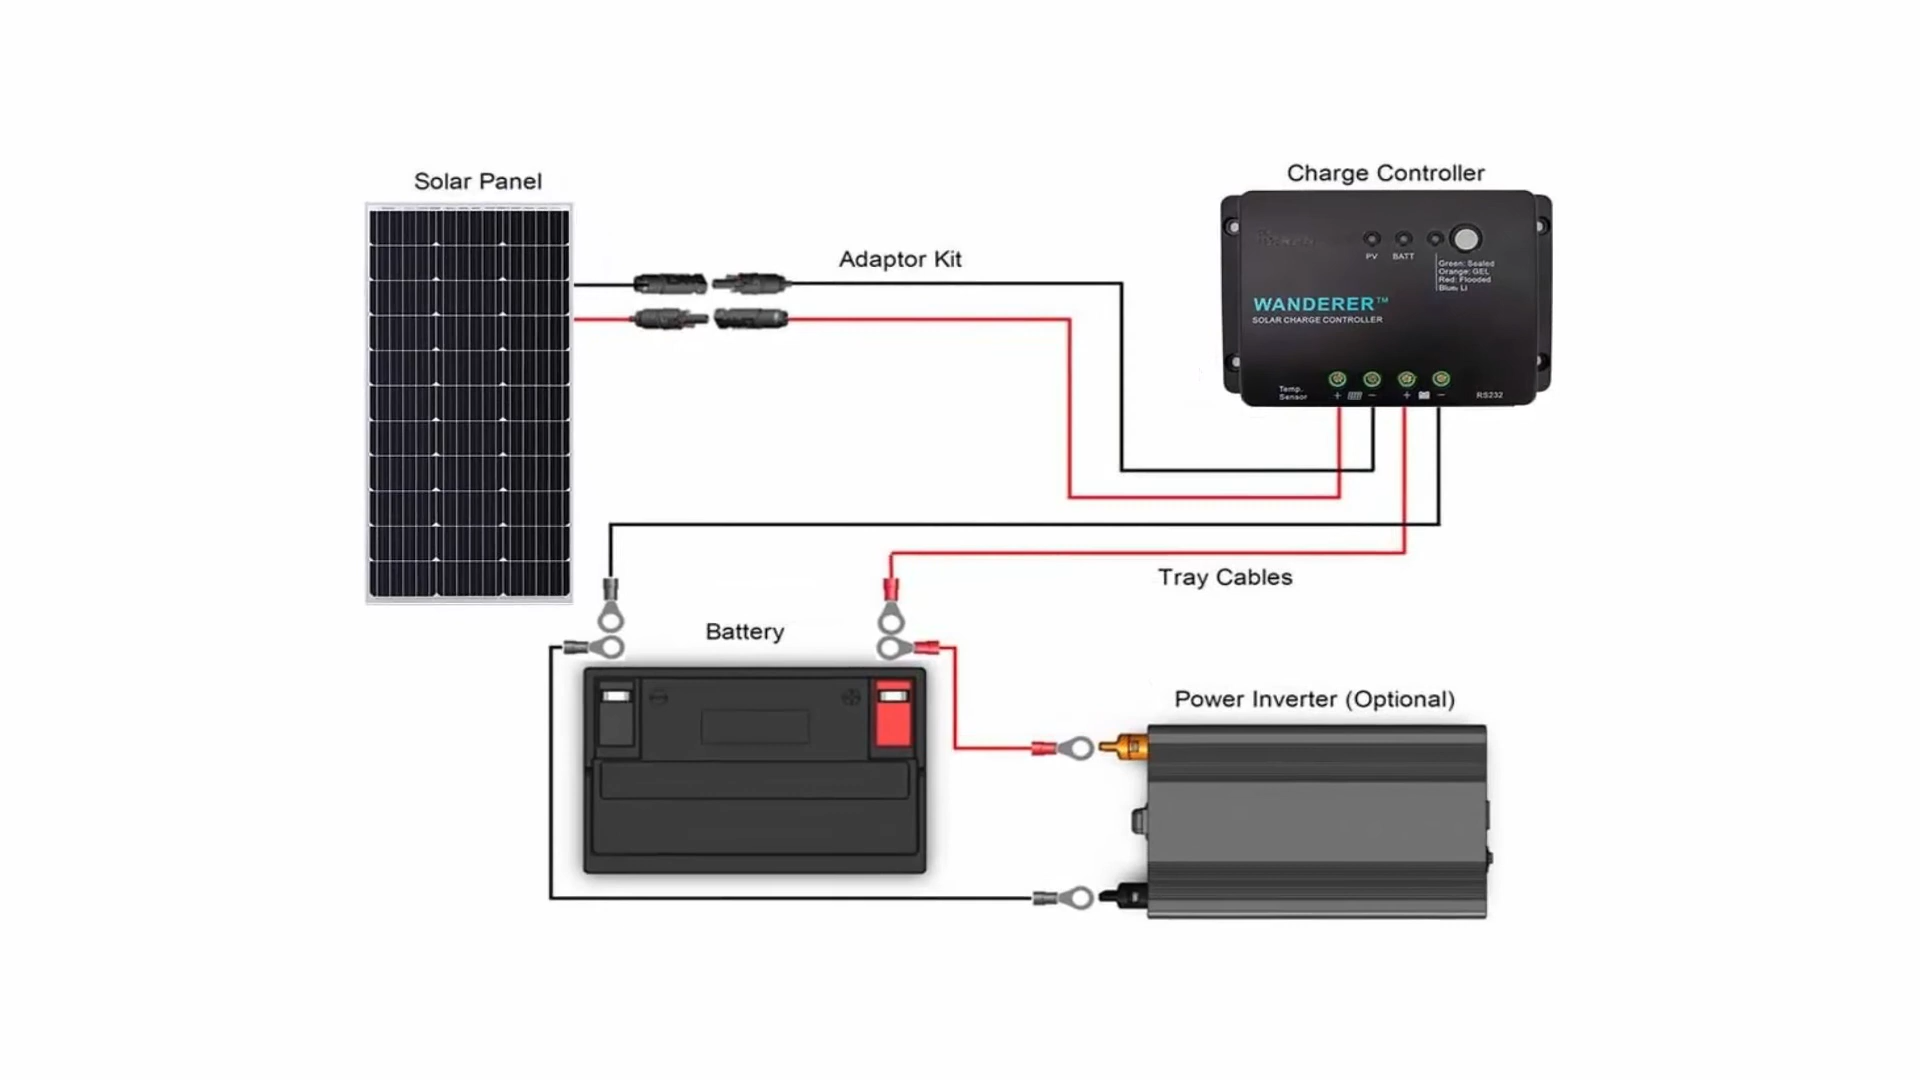 Solar Panel
Charge Controller
Adaptor Kit
PV
BATT
Green: Sealed
Orange: GEL
Red: Flooded
Blue: Li
WANDERER™
SOLAR CHARGE CONTROLLER
Temp.
Sensor
+
−
+
−
RS232
Tray Cables
Battery
Power Inverter (Optional)